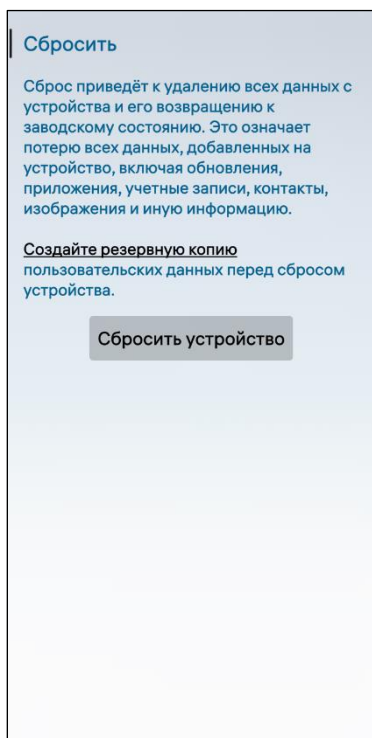 Сбросить
Сброс приведёт к удалению всех данных с
устройства и его возвращению к
заводскому состоянию. Это означает
потерю всех данных, добавленных на
устройство, включая обновления,
приложения, учетные записи, контакты,
изображения и иную информацию.
Создайте резервную копию
пользовательских данных перед сбросом
устройства.
Сбросить устройство